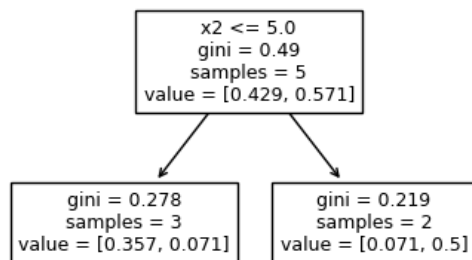 x2 <= 5.0
gini = 0.49
samples = 5
value = [0.429, 0.571]
gini = 0.278
samples = 3
value = [0.357, 0.071]
gini = 0.219
samples = 2
value = [0.071, 0.5]